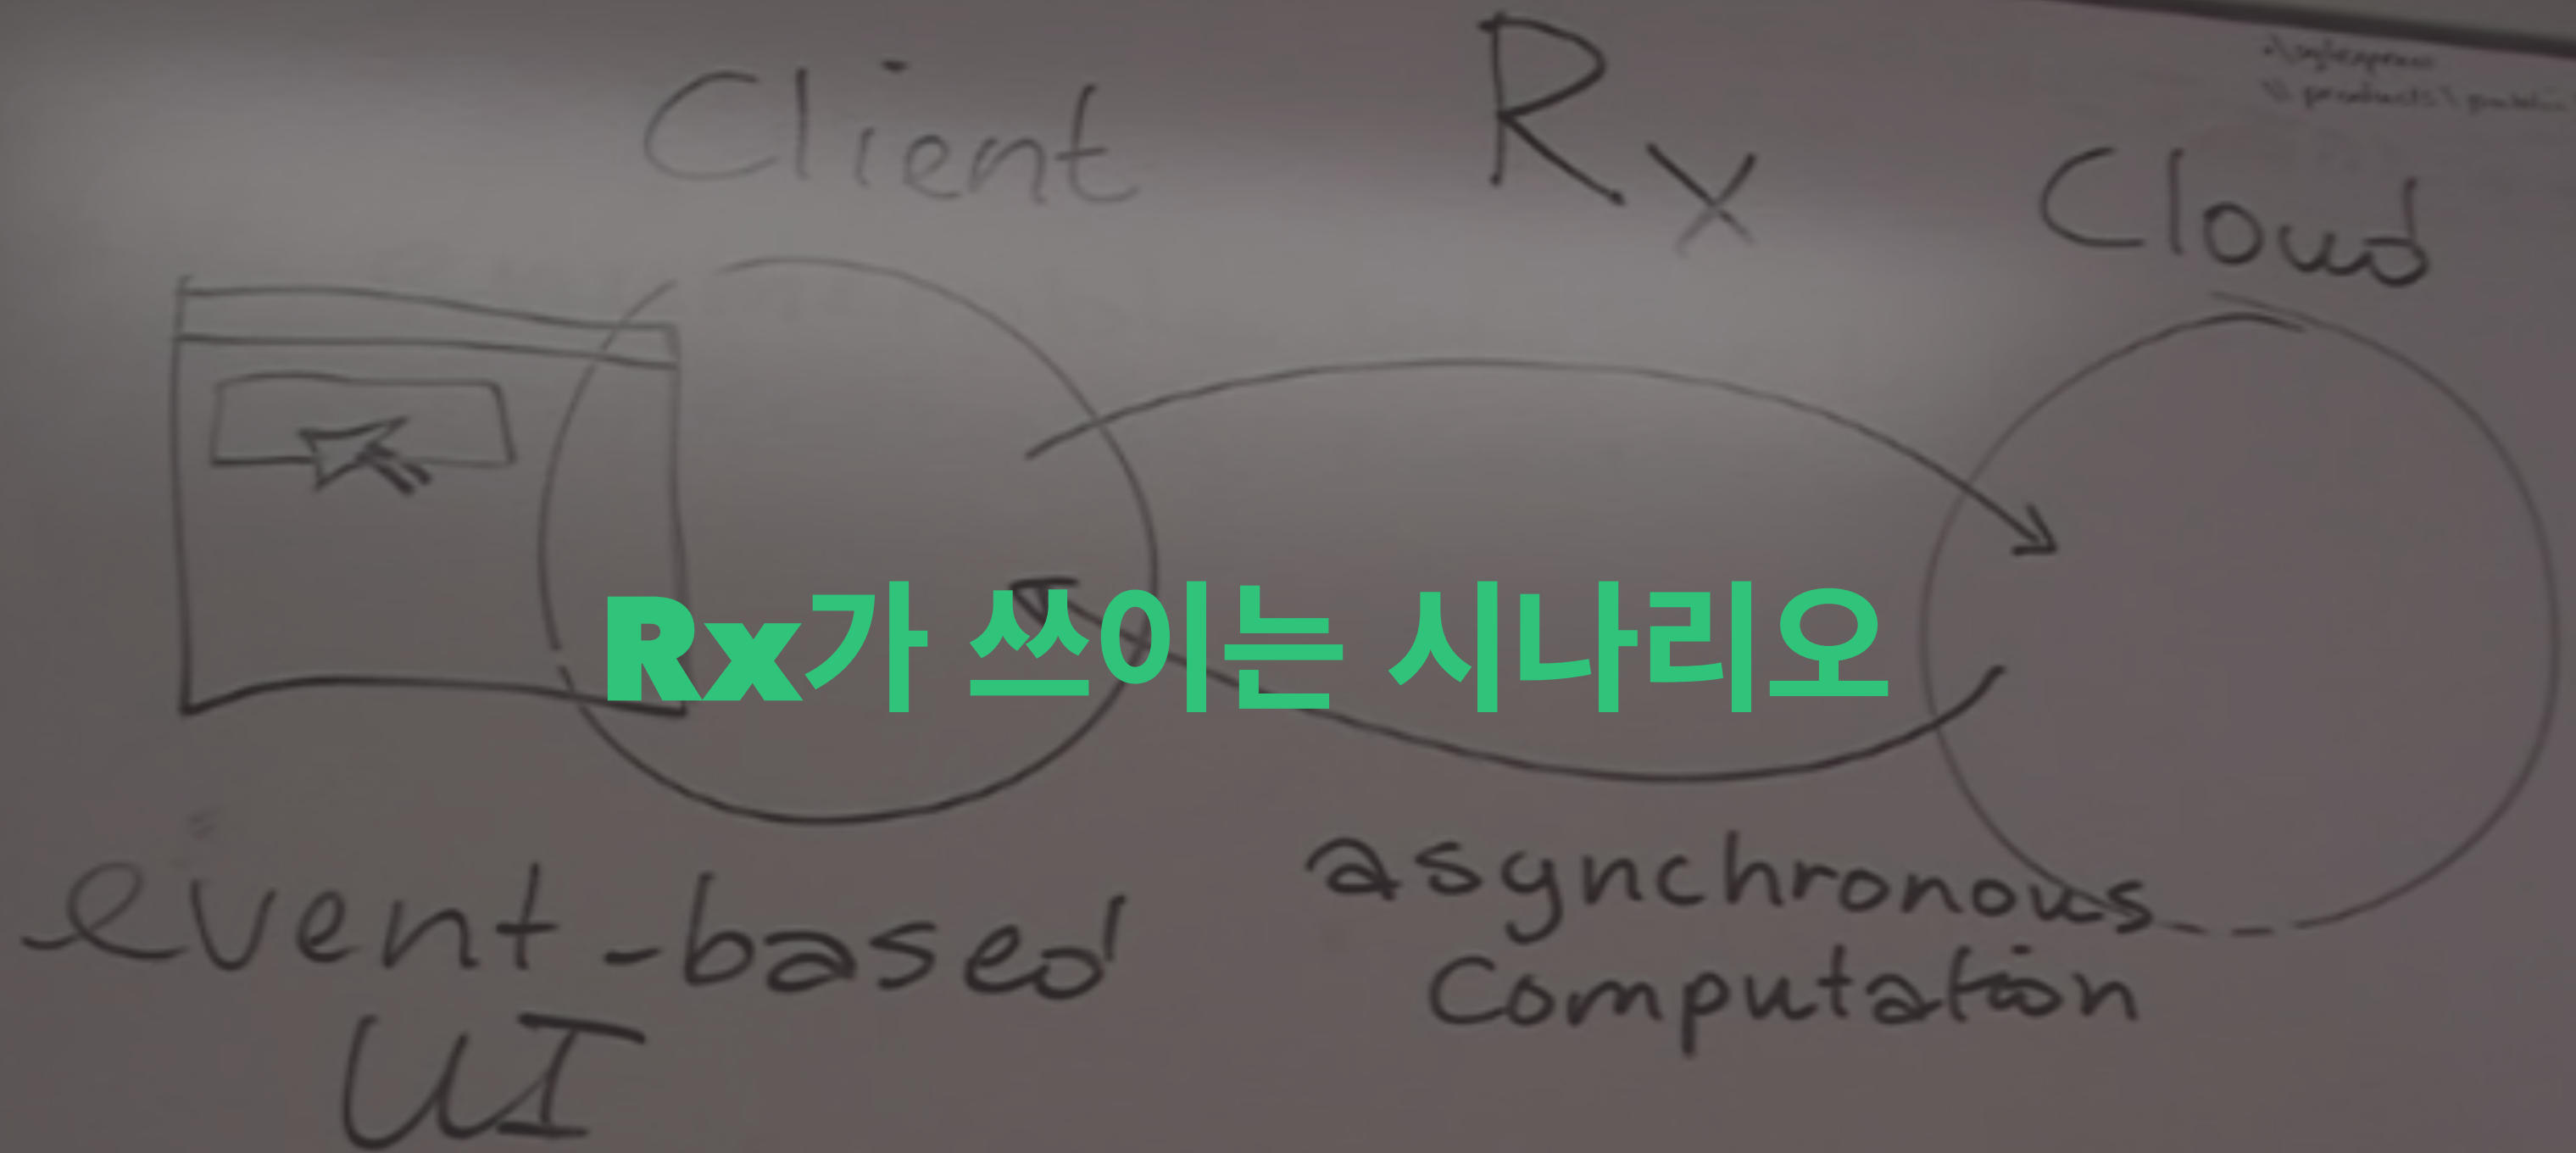 Client
Rx
Cloud
Rx가 쓰이는 시나리오
event-based
UI
asynchronous
Computation